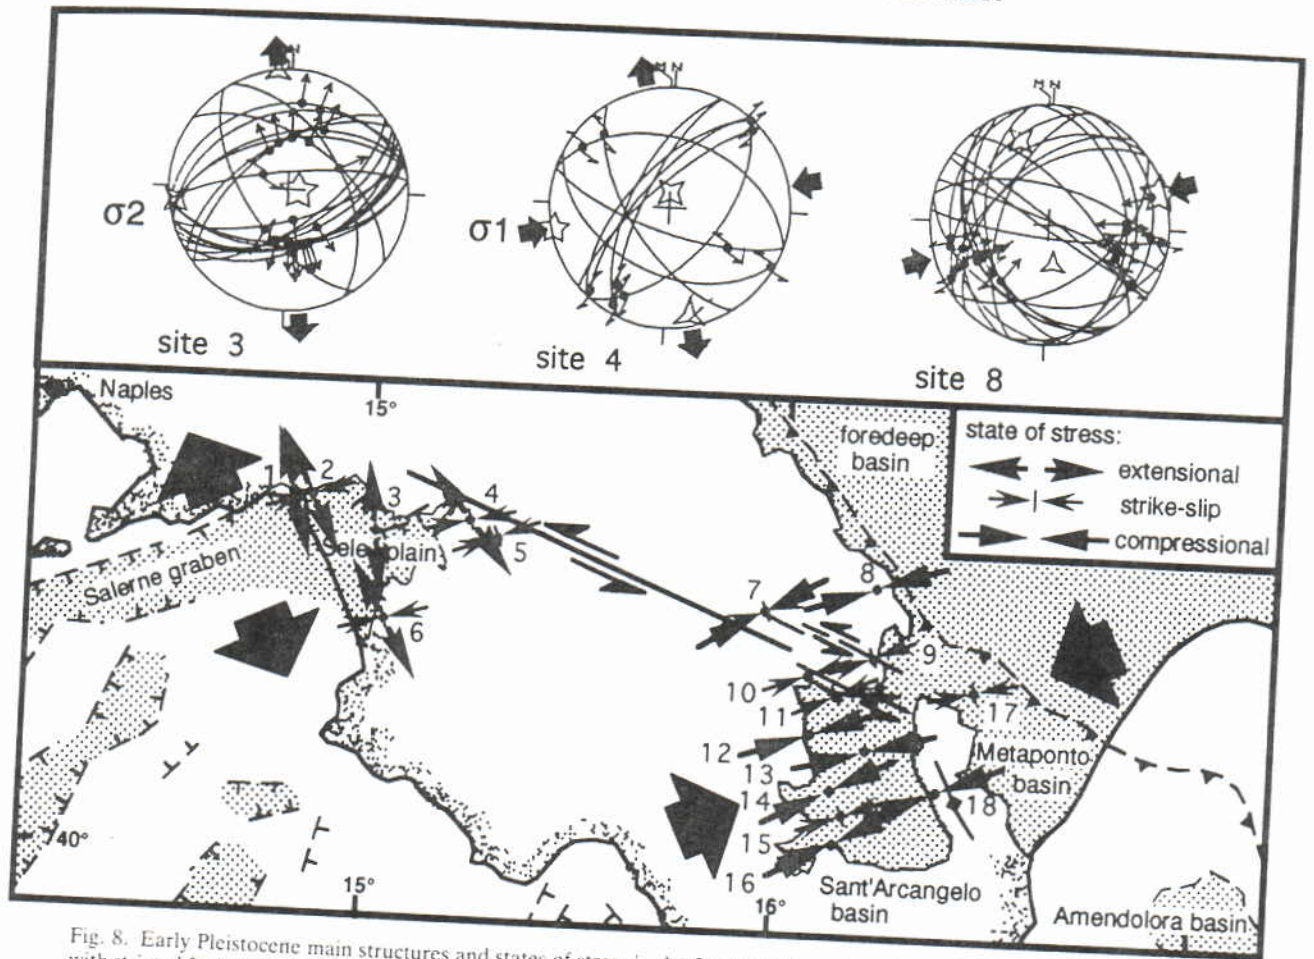 N
M N
M N
σ2
σ1
site 3
site 4
site 8
Naples
15°
foredeep
basin
state of stress:
extensional
strike-slip
compressional
1
2
3
4
5
6
7
8
9
10
11
12
13
14
15
16
17
18
Salerne graben
Sele plain
Metaponto
basin
Sant'Arcangelo
basin
Amendolora basin
40°
15°
16°
Fig. 8. Early Pleistocene main structures and states of stress